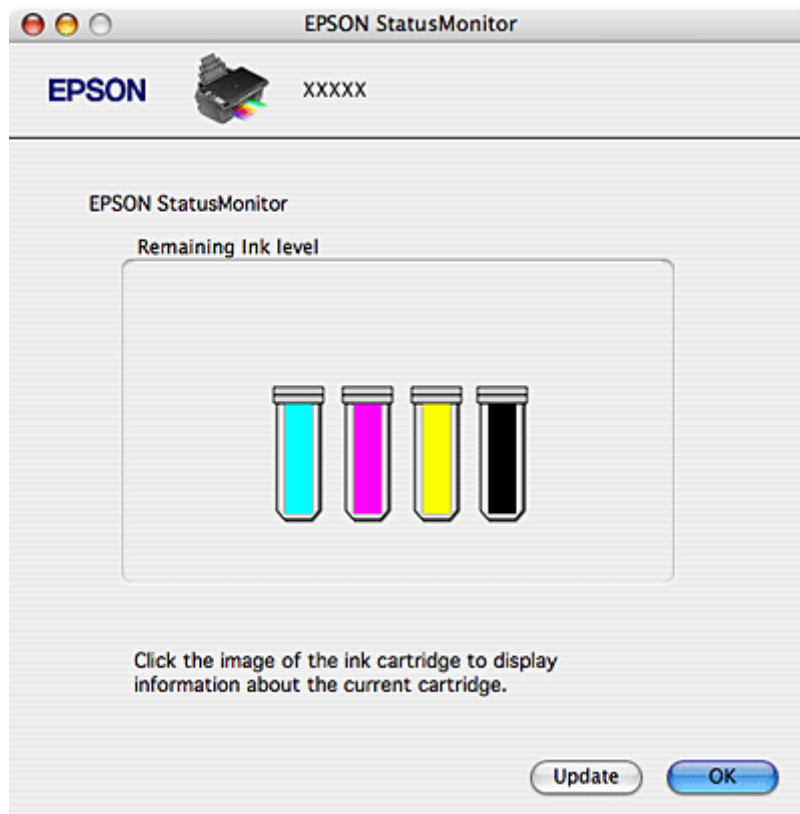 EPSON StatusMonitor
EPSON XXXXX
EPSON StatusMonitor
Remaining Ink level
Click the image of the ink cartridge to display
information about the current cartridge.
Update OK